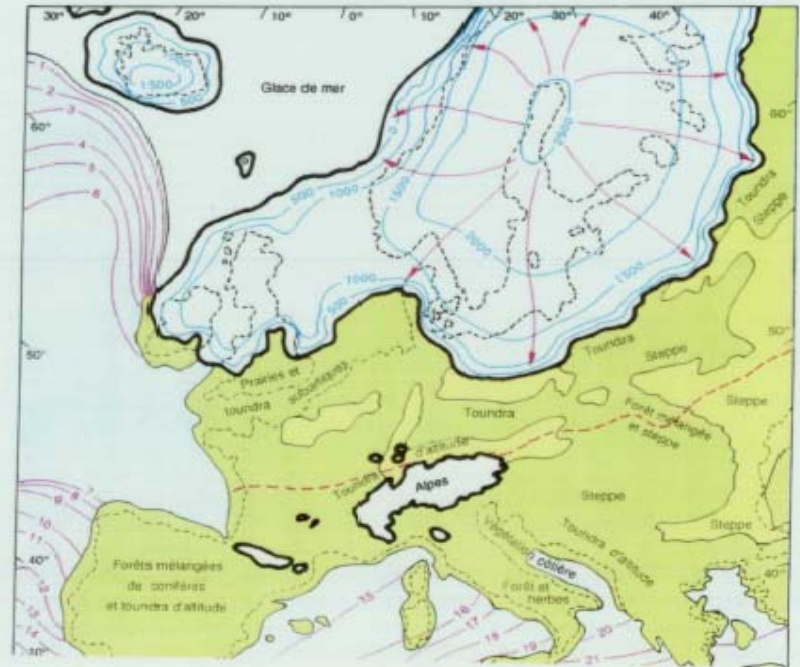 30°
20°
10°
0°
10°
20°
30°
40°
1
2
3
4
5
6
60°
1500
500
Glace de mer
0
500
1000
1500
2500
2000
1500
60°
Toundra
Steppe
1000
500
50°
50°
Prairies et
toundra
subarctiques
Toundra
Steppe
Steppe
Toundra
Forêt mélangée
et steppe
Toundra
d'altitude
Alpes
Steppe
Steppe
Toundra d'altitude
Végétation côtière
Forêt et
herbes
7
8
9
10
11
12
13
14
40°
40°
30°
Forêts mélangées
de conifères
et toundra d'altitude
15
16
17
18
19
20
21